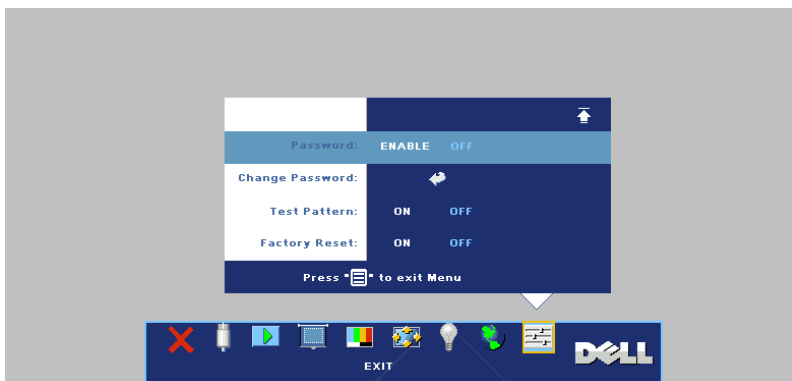 Password: ENABLE OFF
Change Password:
Test Pattern: ON OFF
Factory Reset: ON OFF
Press "" to exit Menu
EXIT
DELL